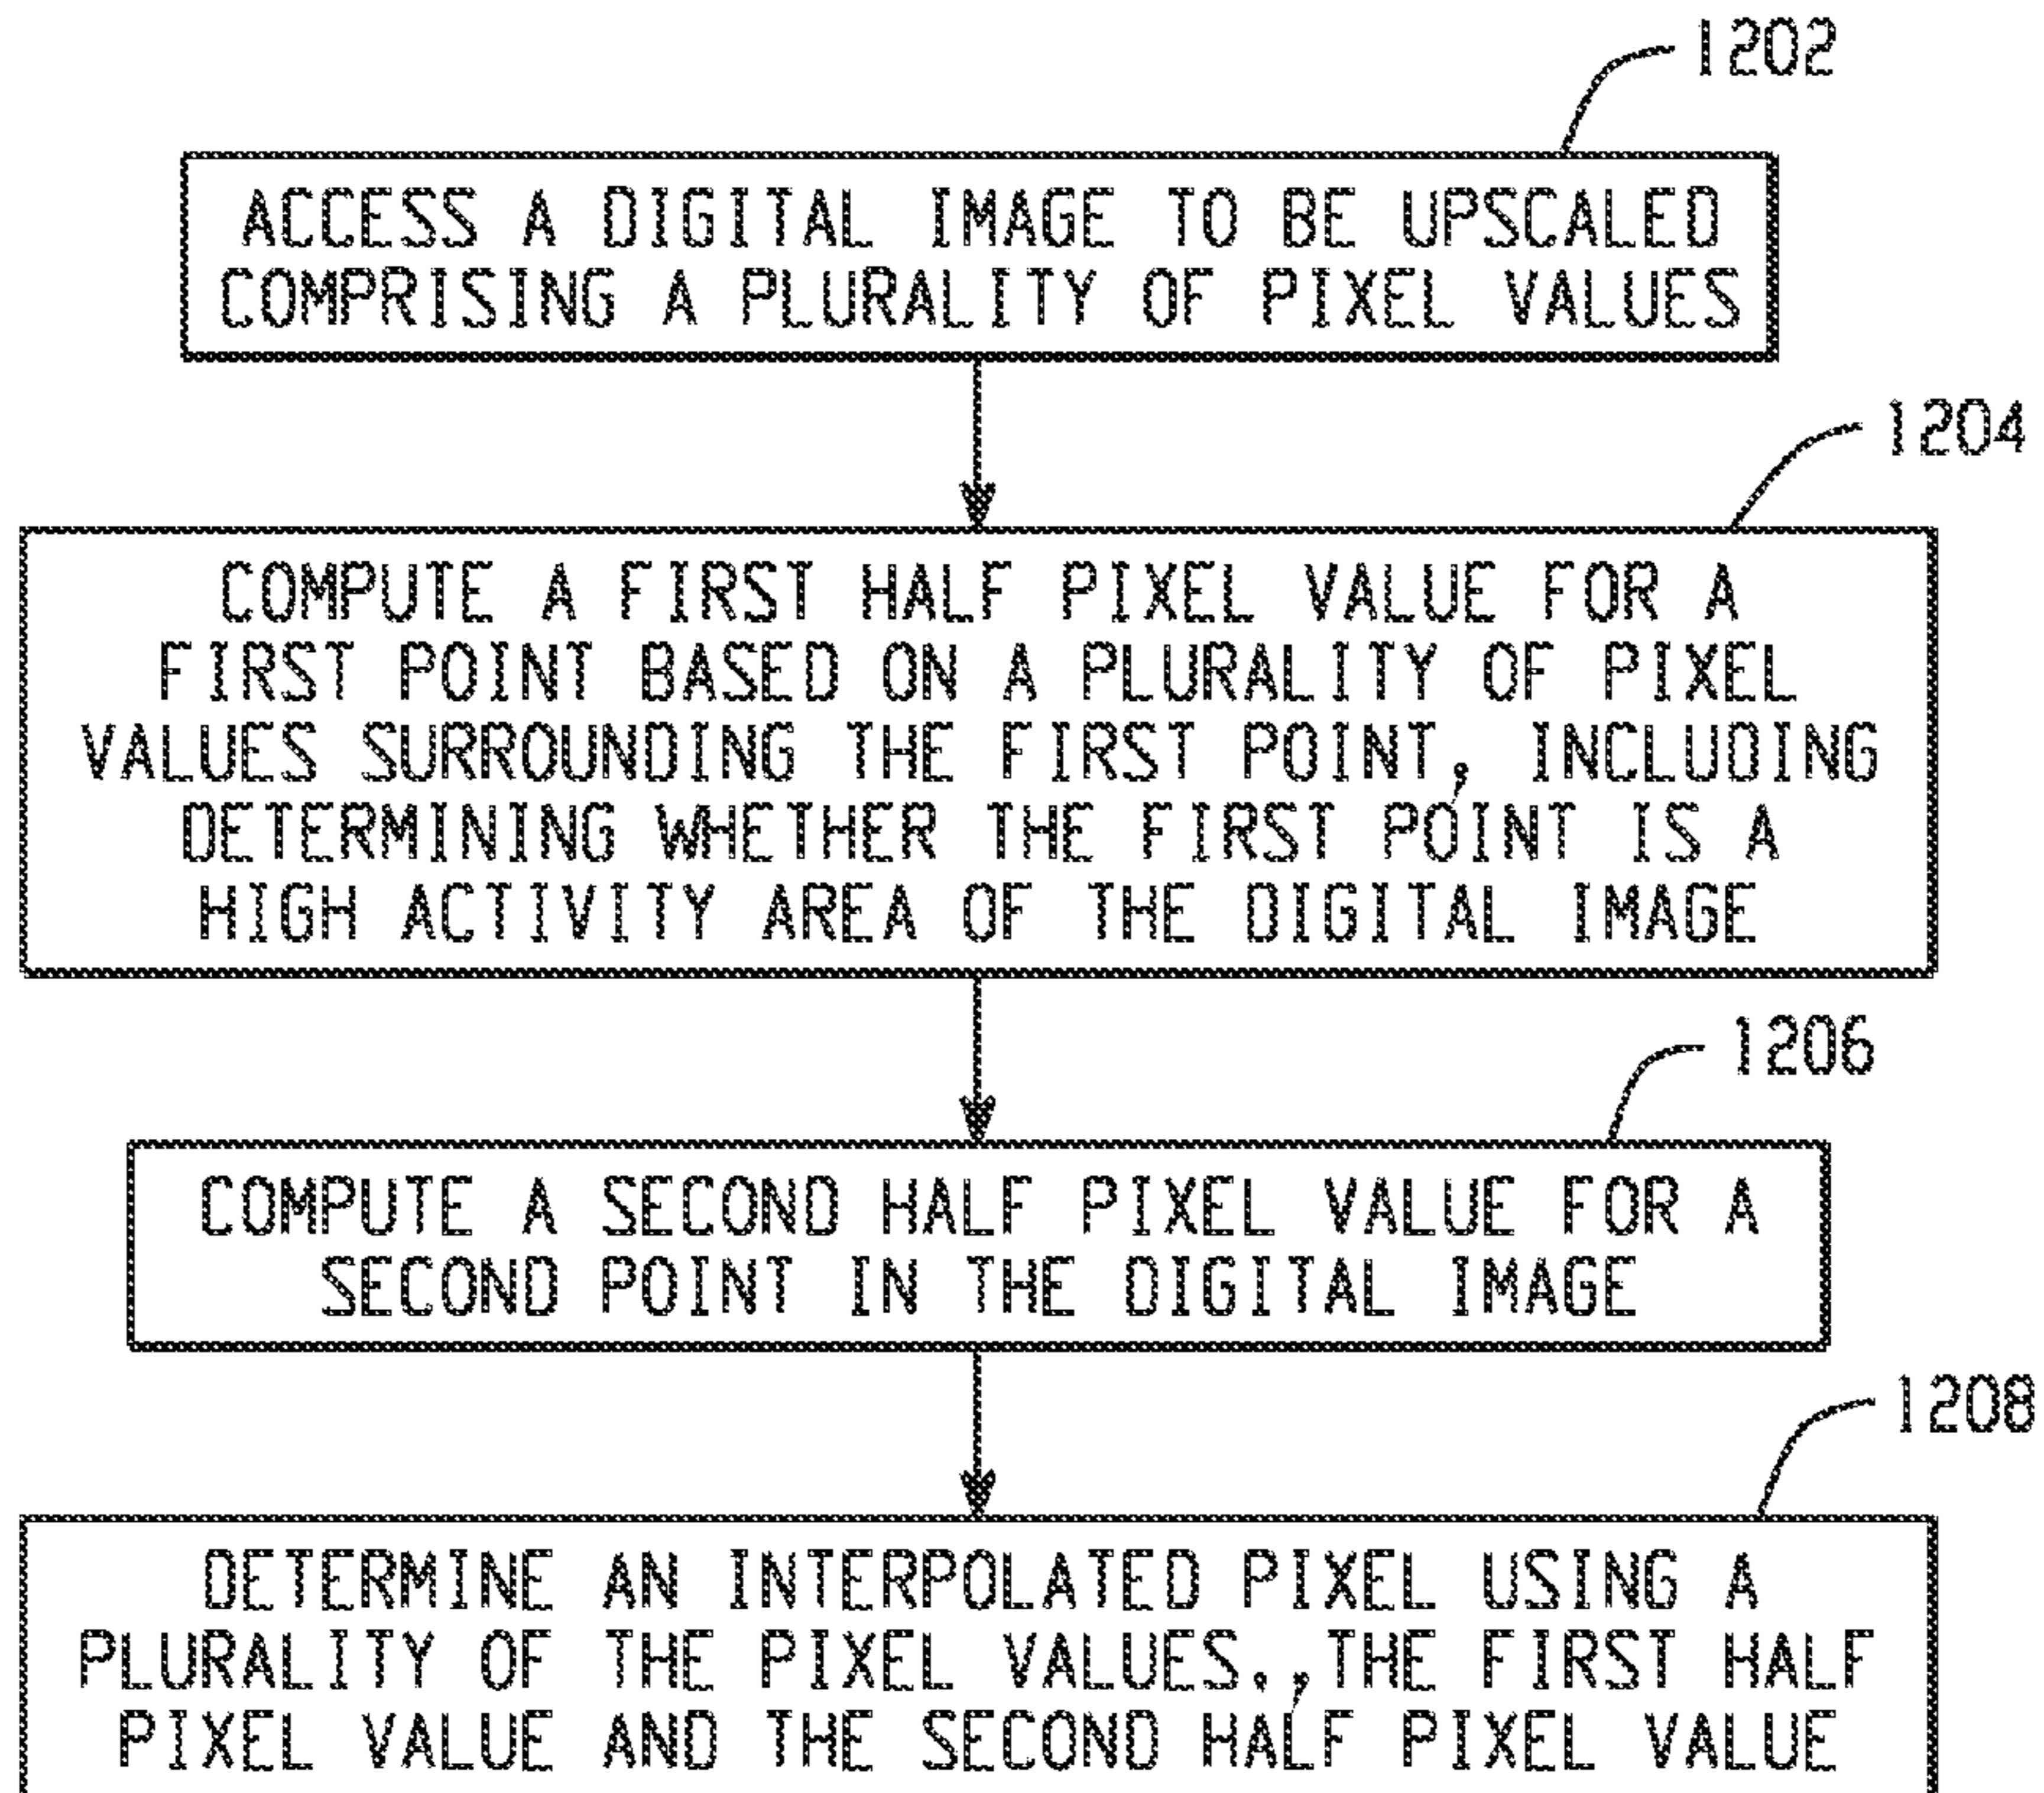 1202
ACCESS A DIGITAL IMAGE TO BE UPSCALED
COMPRISING A PLURALITY OF PIXEL VALUES
1204
COMPUTE A FIRST HALF PIXEL VALUE FOR A
FIRST POINT BASED ON A PLURALITY OF PIXEL
VALUES SURROUNDING THE FIRST POINT, INCLUDING
DETERMINING WHETHER THE FIRST POINT IS A
HIGH ACTIVITY AREA OF THE DIGITAL IMAGE
1206
COMPUTE A SECOND HALF PIXEL VALUE FOR A
SECOND POINT IN THE DIGITAL IMAGE
1208
DETERMINE AN INTERPOLATED PIXEL USING A
PLURALITY OF THE PIXEL VALUES.,THE FIRST HALF
PIXEL VALUE AND THE SECOND HALF PIXEL VALUE